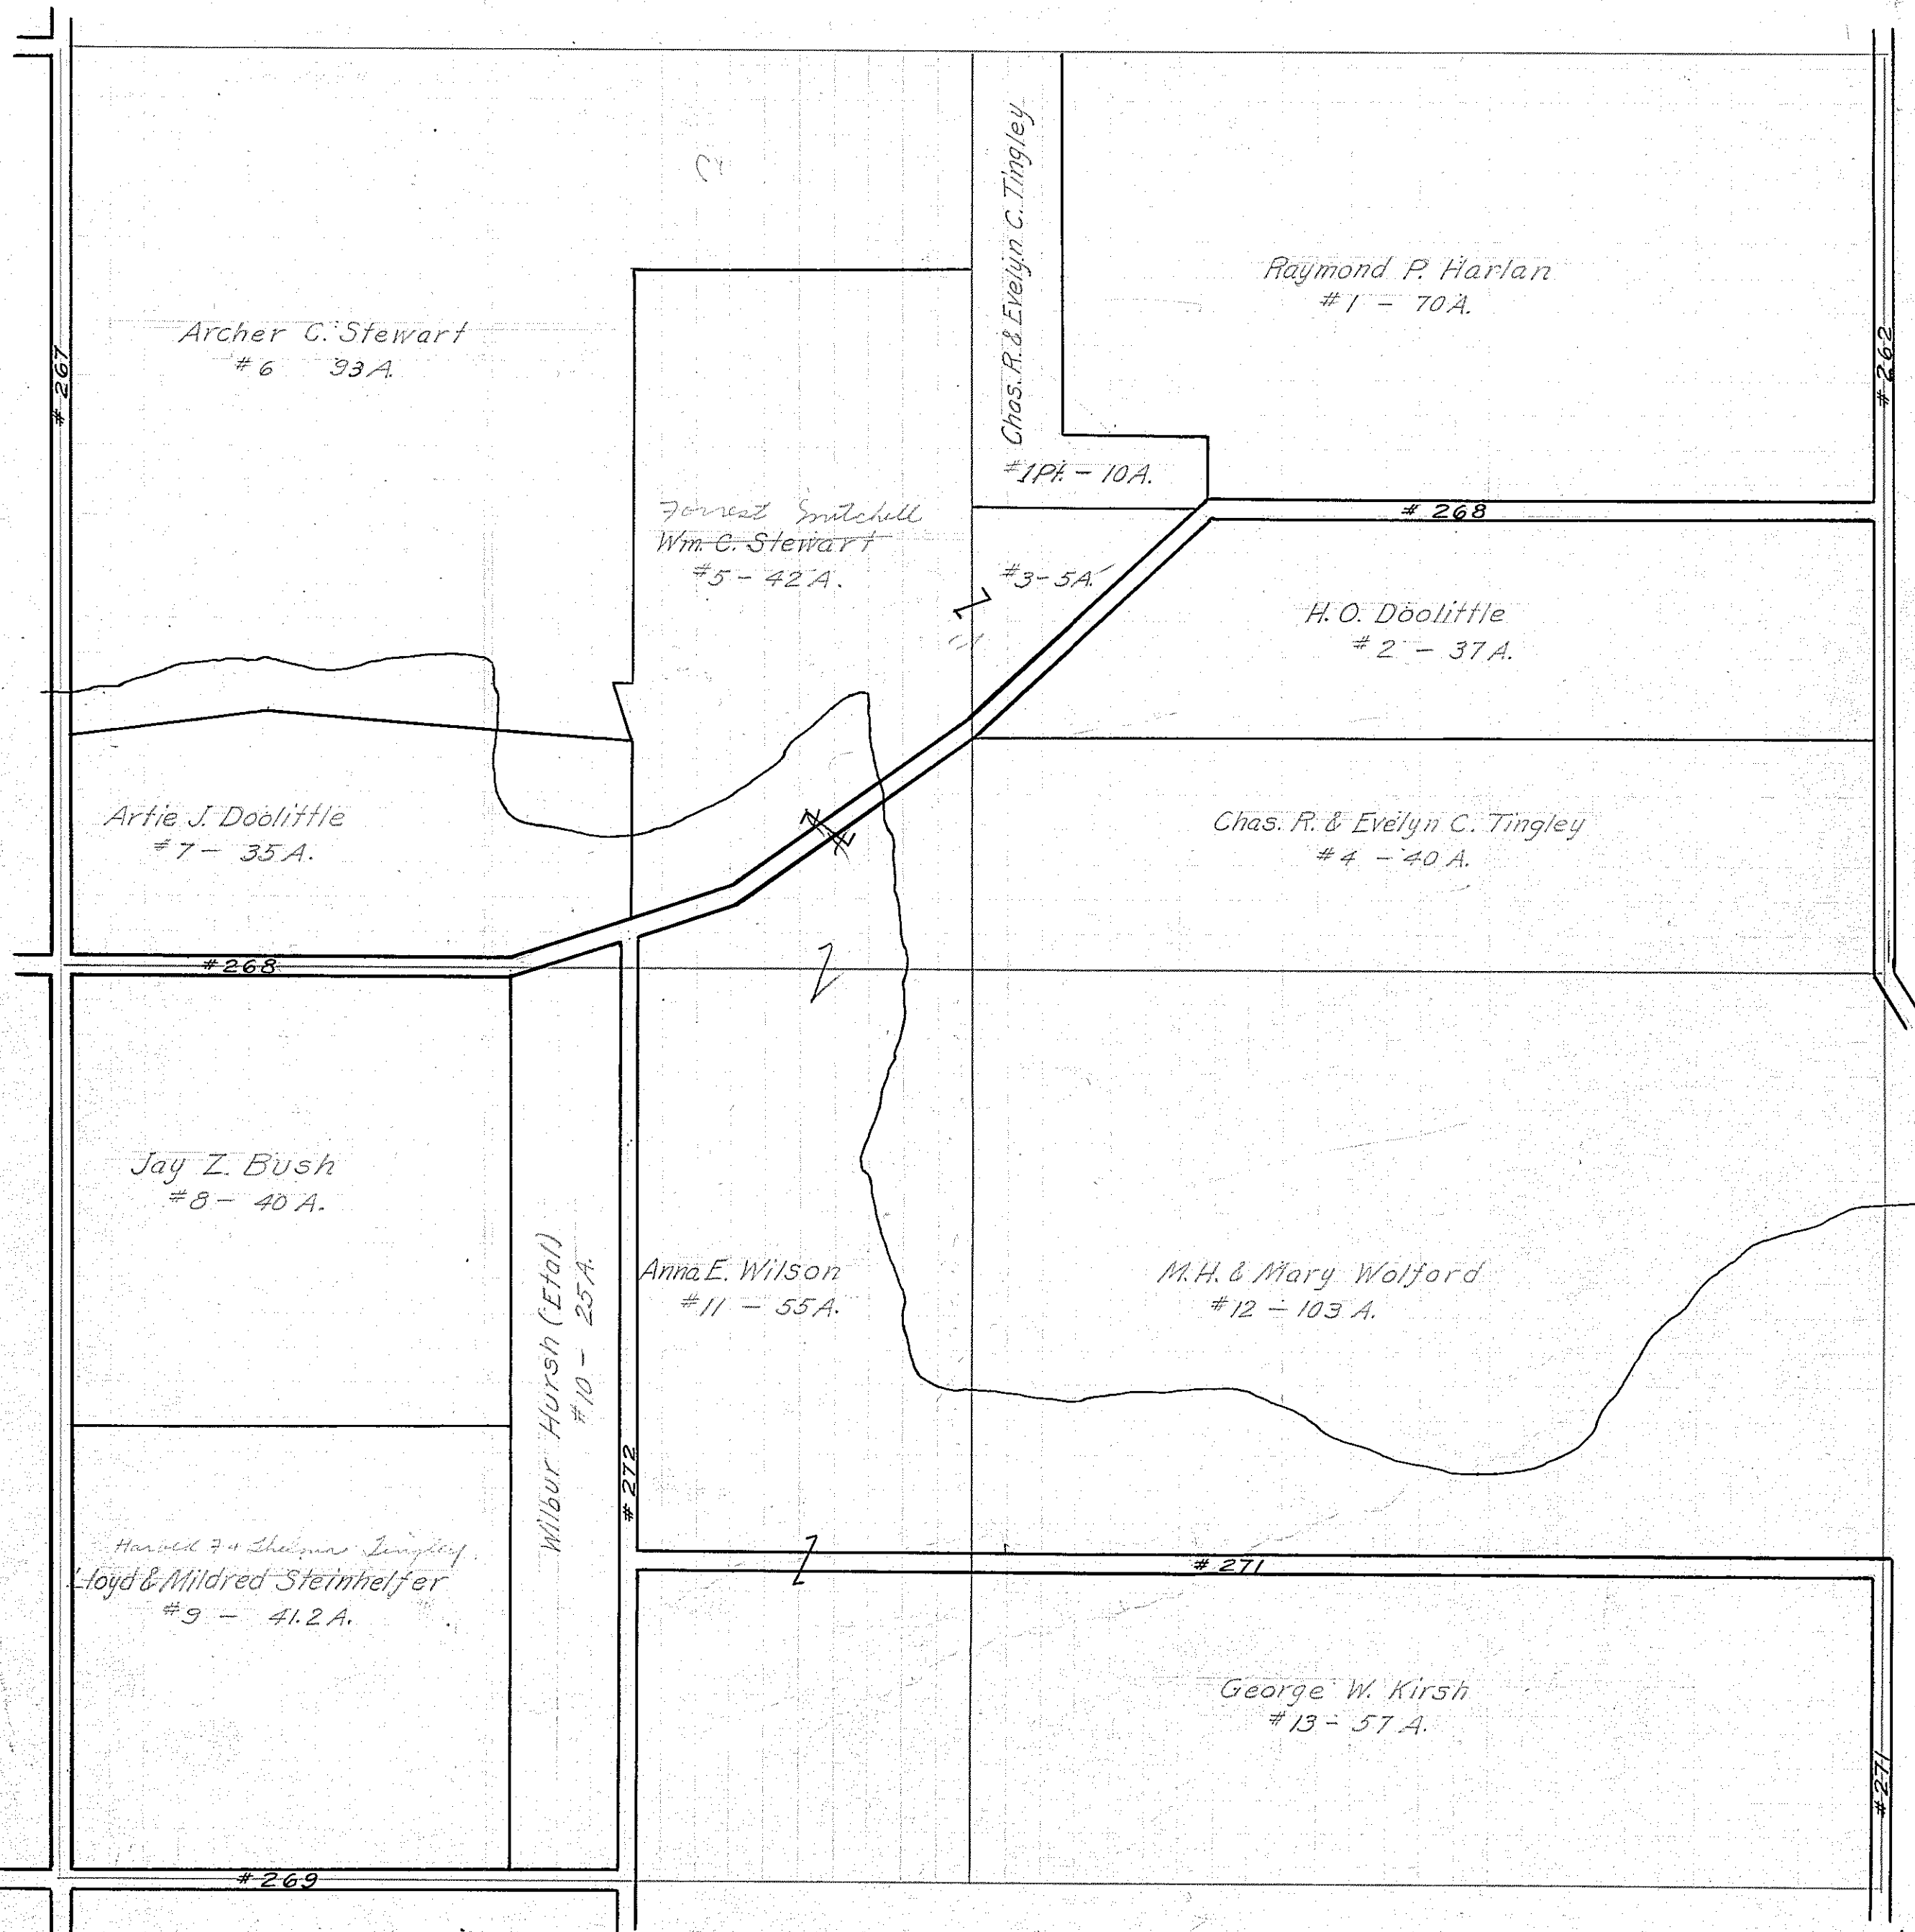 Chas. R. & Evelyn C. Tingley
#1Pt. - 10A.
Raymond P. Harlan
#1 - 70A.
Archer C. Stewart
#6 93A.
#267
#262
Forrest
Wm. C. Stewart
#5 - 42A.
#268
#3 - 5A.
H. O. Doolittle
#2 - 37A.
Artie J. Doolittle
#7 - 35A.
Chas. R. & Evelyn C. Tingley
#4 - 40A.
#268
Jay Z. Bush
#8 - 40A.
Wilbur Hursh (Etal)
#10 - 25A.
Anna E. Wilson
#11 - 55A.
M.H. & Mary Wolford
#12 - 103A.
#272
Harold F & Thelma Tingley
Lloyd & Mildred Steinhelfer
#9 - 41.2A.
#271
George W. Kirsh
#13 - 57A.
#271
#269